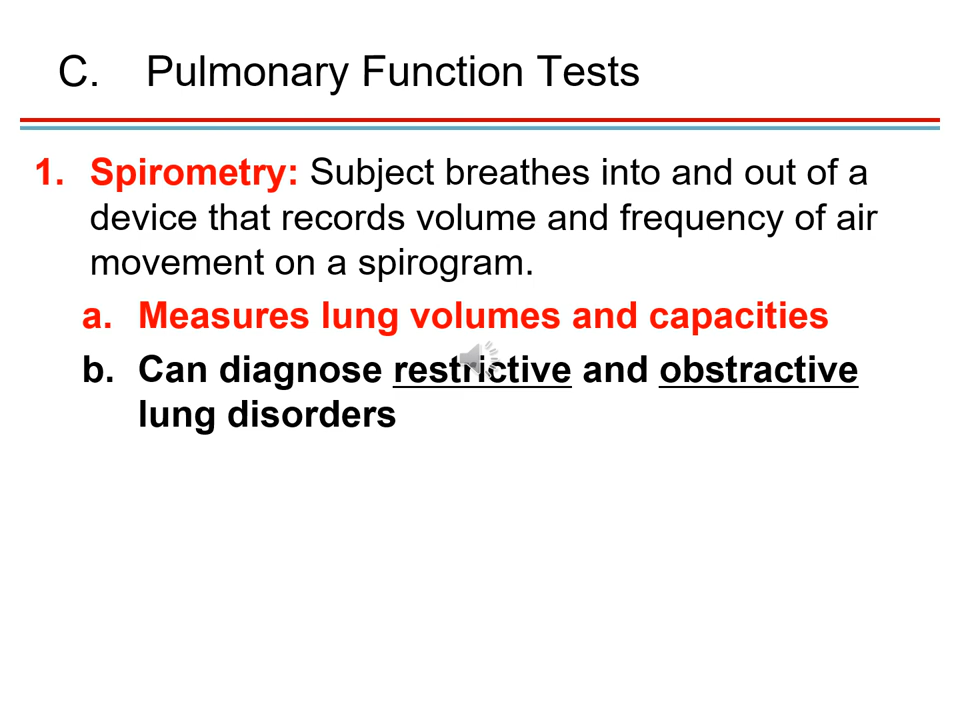 C. Pulmonary Function Tests
1. Spirometry: Subject breathes into and out of a
device that records volume and frequency of air
movement on a spirogram.
a. Measures lung volumes and capacities
b. Can diagnose restrictive and obstractive
lung disorders